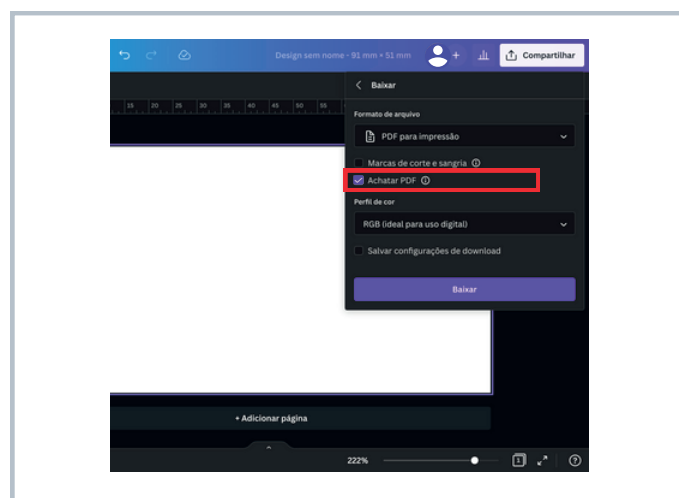 Design sem nome - 91 mm × 51 mm
+
Compartilhar
Baixar
15 20 25 30 35 40 45 50 55
Formato de arquivo
PDF para impressão
Marcas de corte e sangria
Achatar PDF
Perfil de cor
RGB (ideal para uso digital)
Salvar configurações de download
Baixar
+ Adicionar página
222%
1
?